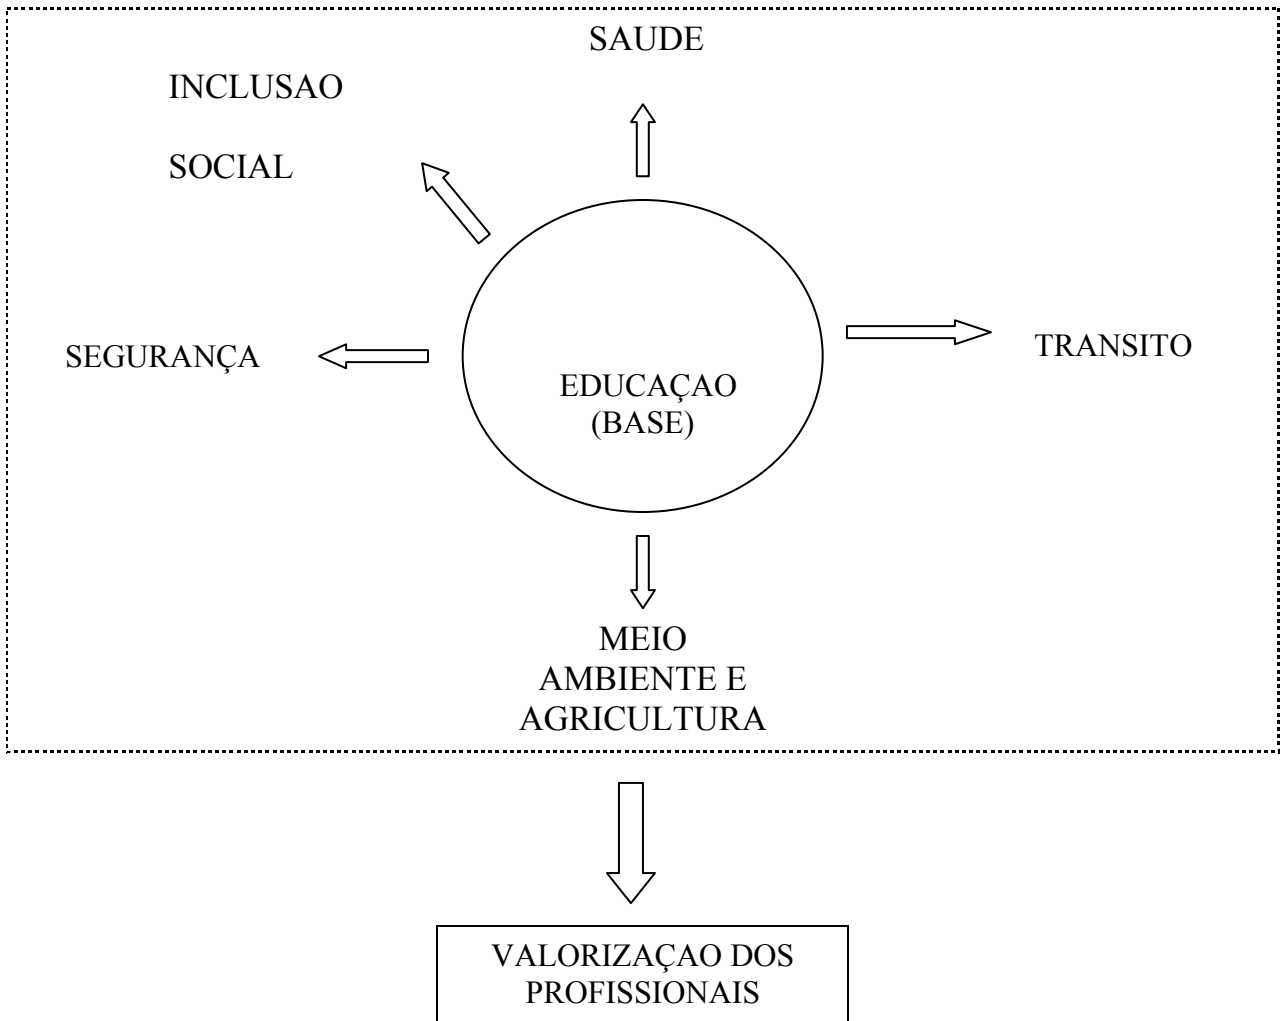 SAUDE
INCLUSAO
SOCIAL
SEGURANÇA
TRANSITO
EDUCAÇAO
(BASE)
MEIO
AMBIENTE E
AGRICULTURA
VALORIZAÇAO DOS
PROFISSIONAIS